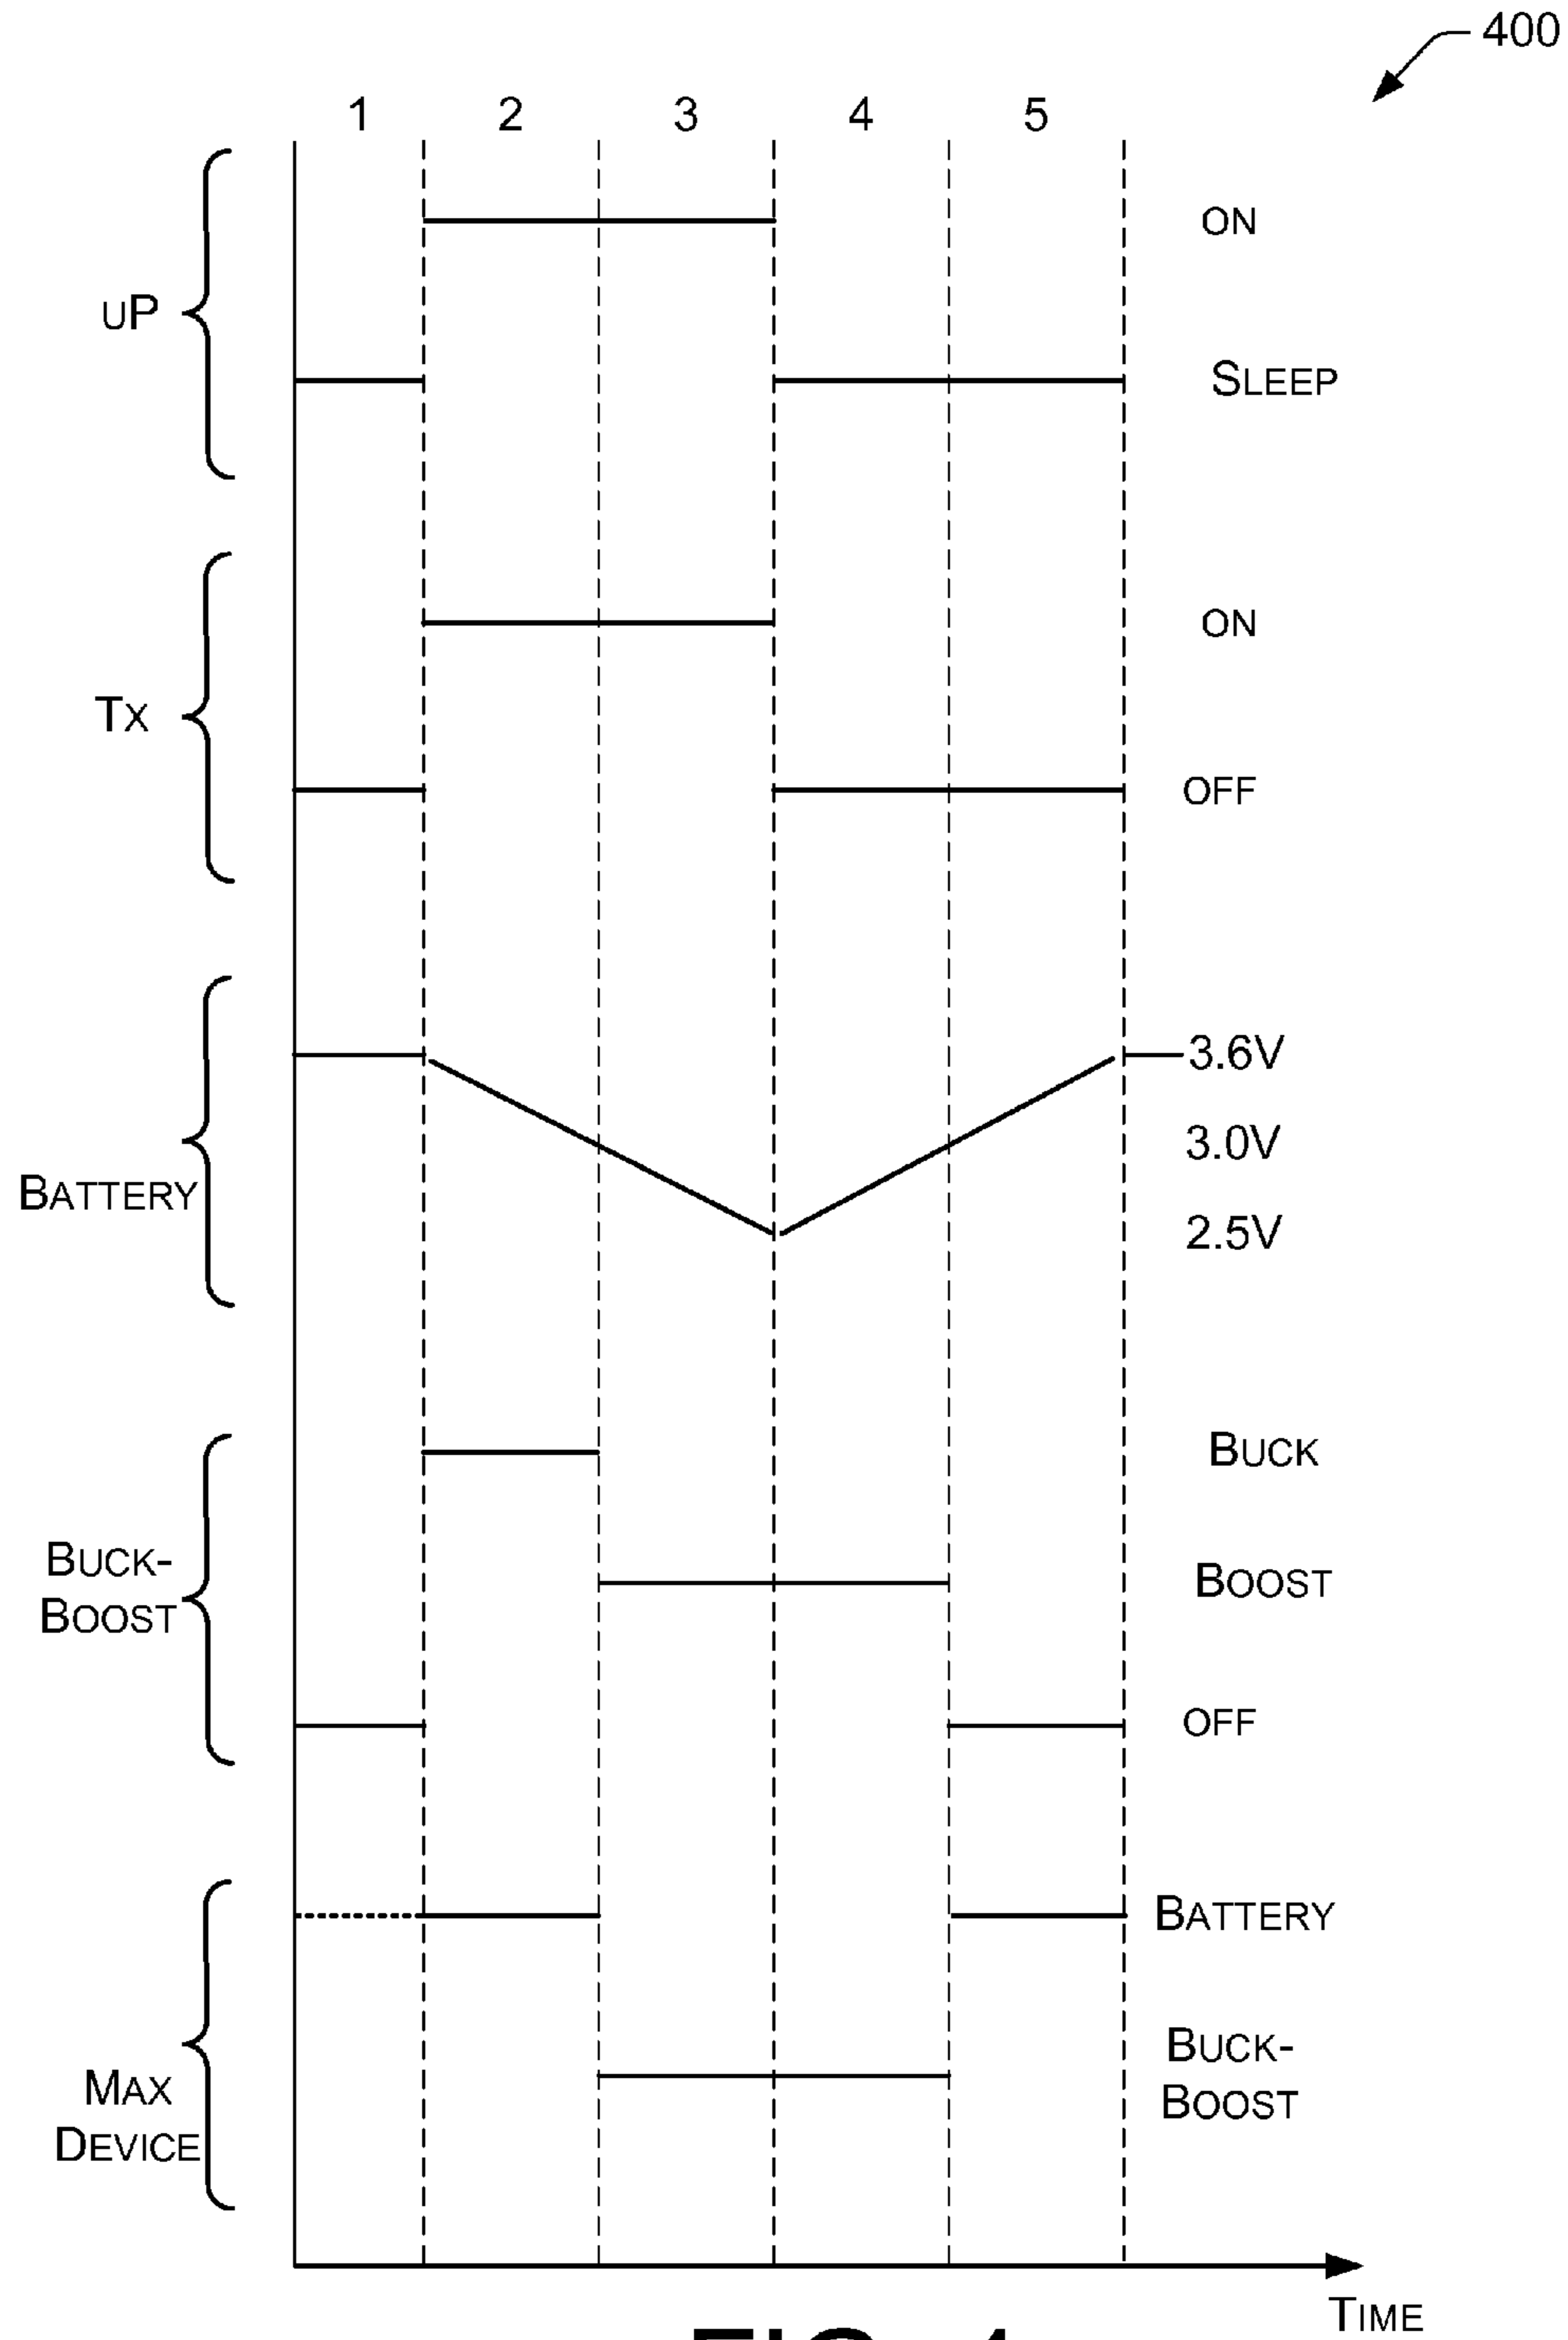 400
1 2 3 4 5
uP
ON
SLEEP
TX
ON
OFF
BATTERY
3.6V
3.0V
2.5V
BUCK-
BOOST
BUCK
BOOST
OFF
MAX
DEVICE
BATTERY
BUCK-
BOOST
TIME